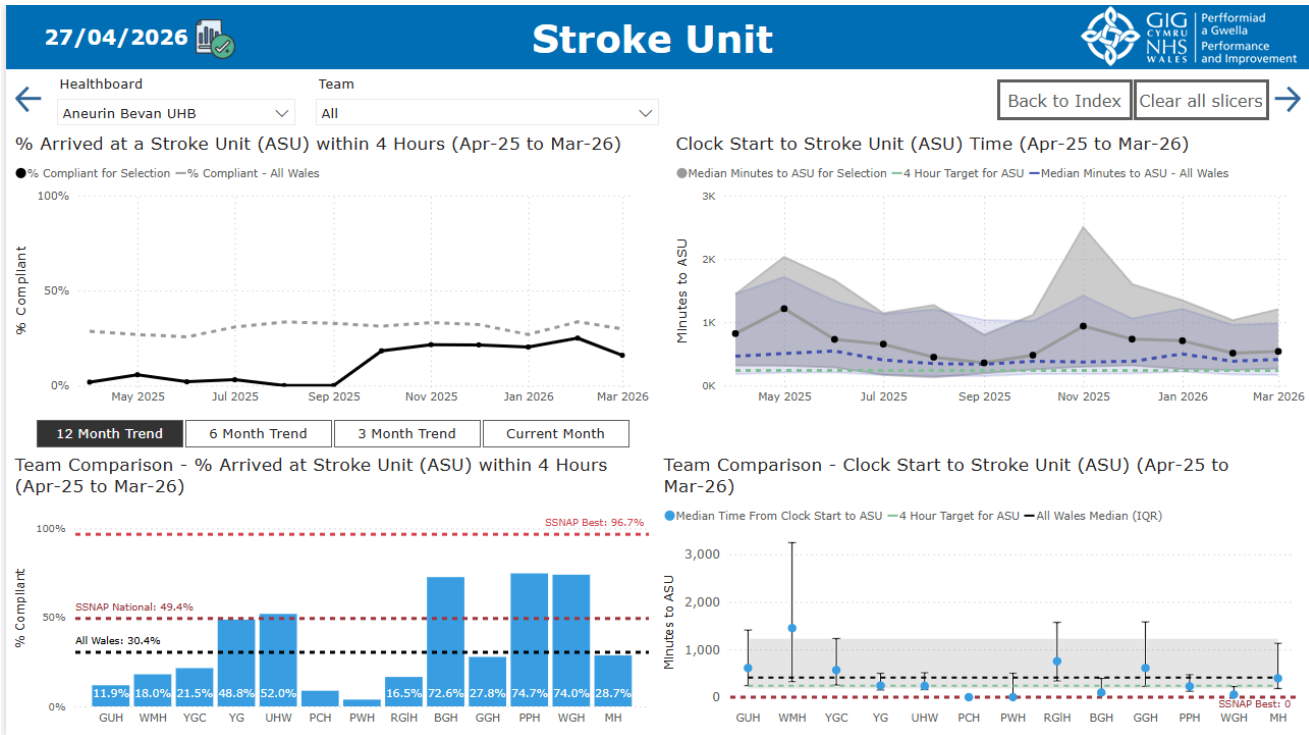 27/04/2026
Stroke Unit
GIG
CYMRU
NHS
WALES
Perfformiad
a Gwella
Performance
and Improvement
Healthboard
Team
Aneurin Bevan UHB
All
Back to Index
Clear all slicers
% Arrived at a Stroke Unit (ASU) within 4 Hours (Apr-25 to Mar-26)
% Compliant for Selection % Compliant - All Wales
100%
50%
0%
% Compliant
May 2025 Jul 2025 Sep 2025 Nov 2025 Jan 2026 Mar 2026
Clock Start to Stroke Unit (ASU) Time (Apr-25 to Mar-26)
Median Minutes to ASU for Selection 4 Hour Target for ASU Median Minutes to ASU - All Wales
3K
2K
1K
0K
Minutes to ASU
May 2025 Jul 2025 Sep 2025 Nov 2025 Jan 2026 Mar 2026
12 Month Trend 6 Month Trend 3 Month Trend Current Month
Team Comparison - % Arrived at Stroke Unit (ASU) within 4 Hours
(Apr-25 to Mar-26)
SSNAP Best: 96.7%
100%
SSNAP National: 49.4%
50%
All Wales: 30.4%
0%
% Compliant
11.9% 18.0% 21.5% 48.8% 52.0% 16.5% 72.6% 27.8% 74.7% 74.0% 28.7%
GUH WMH YGC YG UHW PCH PWH RGlH BGH GGH PPH WGH MH
Team Comparison - Clock Start to Stroke Unit (ASU) (Apr-25 to
Mar-26)
Median Time From Clock Start to ASU 4 Hour Target for ASU All Wales Median (IQR)
3,000
2,000
1,000
0
Minutes to ASU
SSNAP Best: 0
GUH WMH YGC YG UHW PCH PWH RGlH BGH GGH PPH WGH MH